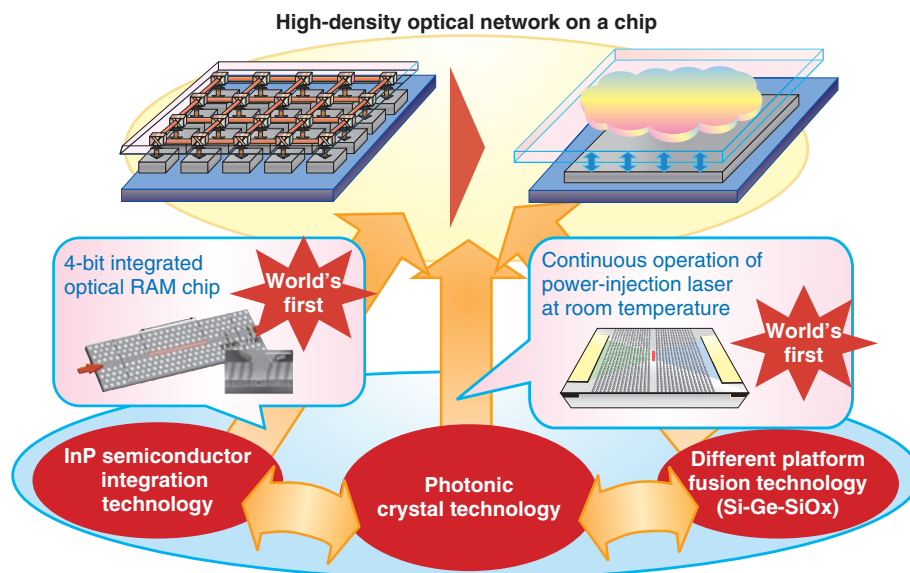 High-density optical network on a chip
4-bit integrated
optical RAM chip
World's
first
Continuous operation of
power-injection laser
at room temperature
World's
first
InP semiconductor
integration
technology
Photonic
crystal technology
Different platform
fusion technology
(Si-Ge-SiOx)